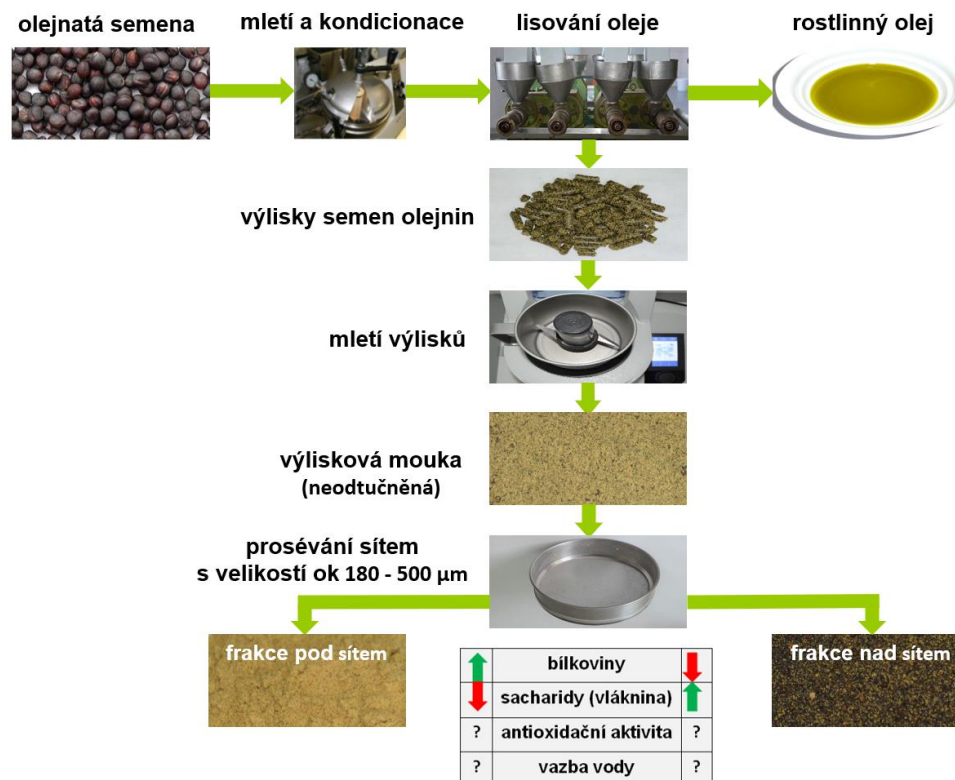 olejnatá semena
mletí a kondicionace
lisování oleje
rostlinný olej
výlisky semen olejnin
mletí výlisků
výlisková mouka
(neodtučněná)
prosévání sítem
s velikostí ok 180 - 500 µm
frakce pod sítem
frakce nad sítem
bílkoviny
sacharidy (vláknina)
? antioxidační aktivita ?
? vazba vody ?